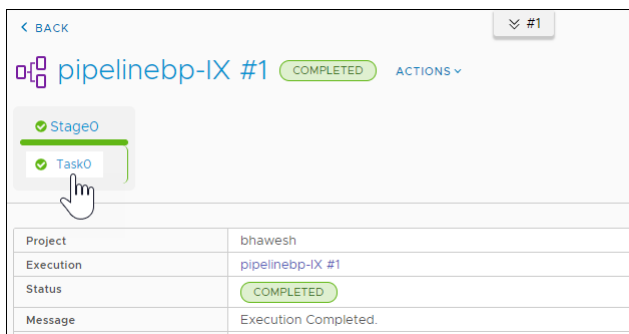 BACK
#1
pipelinebp-IX #1 COMPLETED ACTIONS
Stage0
Task0
Project bhawesh
Execution pipelinebp-IX #1
Status COMPLETED
Message Execution Completed.